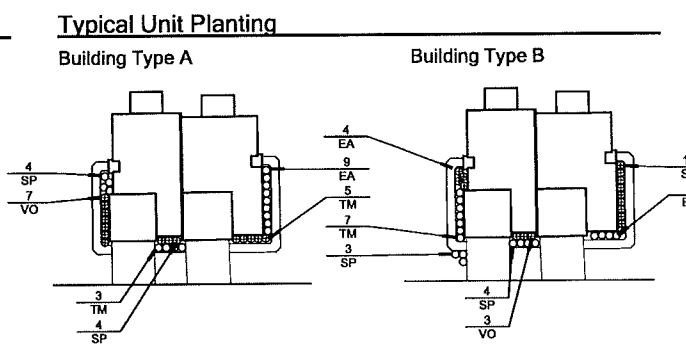 Typical Unit Planting
Building Type A
Building Type B
4
SP
7
VO
9
EA
5
TM
3
TM
4
SP
4
EA
7
TM
3
SP
4
SP
3
VO